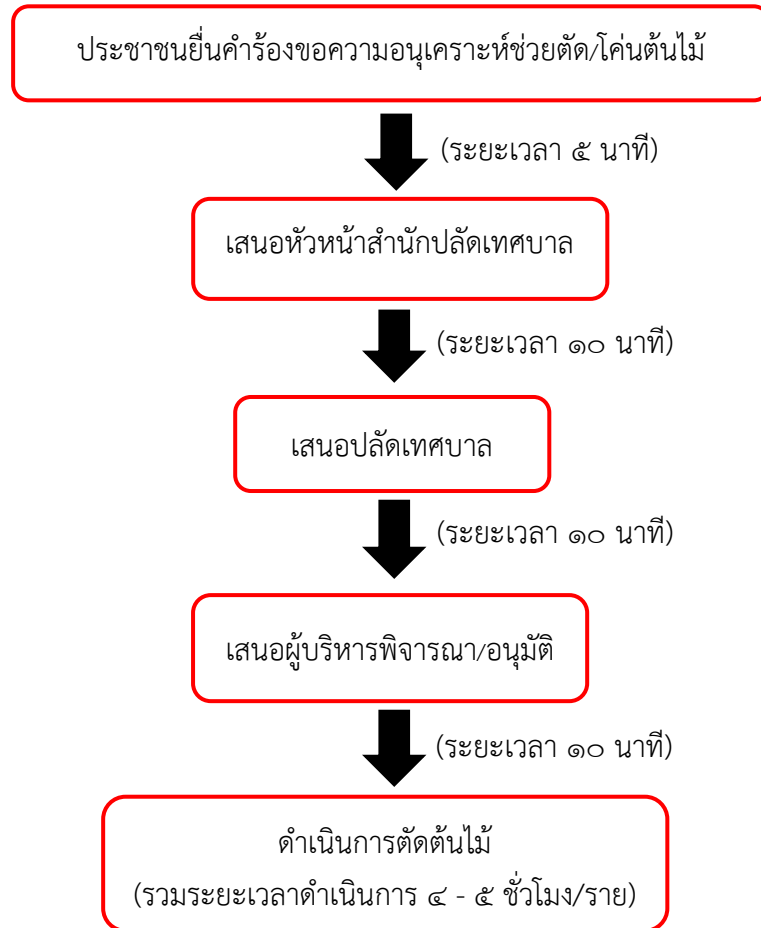 ประชาชนยื่นคำร้องขอความอนุเคราะห์ช่วยตัด/โค่นต้นไม้
(ระยะเวลา ๕ นาที)
เสนอหัวหน้าสำนักปลัดเทศบาล
(ระยะเวลา ๑๐ นาที)
เสนอปลัดเทศบาล
(ระยะเวลา ๑๐ นาที)
เสนอผู้บริหารพิจารณา/อนุมัติ
(ระยะเวลา ๑๐ นาที)
ดำเนินการตัดต้นไม้
(รวมระยะเวลาดำเนินการ ๔ - ๕ ชั่วโมง/ราย)